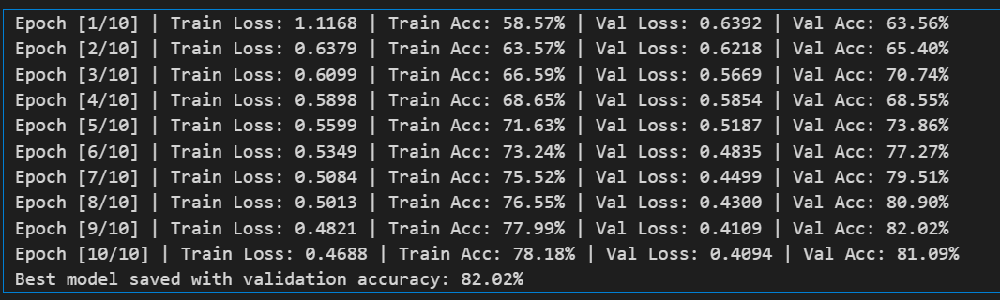 Epoch [1/10] | Train Loss: 1.1168 | Train Acc: 58.57% | Val Loss: 0.6392 | Val Acc: 63.56%
Epoch [2/10] | Train Loss: 0.6379 | Train Acc: 63.57% | Val Loss: 0.6218 | Val Acc: 65.40%
Epoch [3/10] | Train Loss: 0.6099 | Train Acc: 66.59% | Val Loss: 0.5669 | Val Acc: 70.74%
Epoch [4/10] | Train Loss: 0.5898 | Train Acc: 68.65% | Val Loss: 0.5854 | Val Acc: 68.55%
Epoch [5/10] | Train Loss: 0.5599 | Train Acc: 71.63% | Val Loss: 0.5187 | Val Acc: 73.86%
Epoch [6/10] | Train Loss: 0.5349 | Train Acc: 73.24% | Val Loss: 0.4835 | Val Acc: 77.27%
Epoch [7/10] | Train Loss: 0.5084 | Train Acc: 75.52% | Val Loss: 0.4499 | Val Acc: 79.51%
Epoch [8/10] | Train Loss: 0.5013 | Train Acc: 76.55% | Val Loss: 0.4300 | Val Acc: 80.90%
Epoch [9/10] | Train Loss: 0.4821 | Train Acc: 77.99% | Val Loss: 0.4109 | Val Acc: 82.02%
Epoch [10/10] | Train Loss: 0.4688 | Train Acc: 78.18% | Val Loss: 0.4094 | Val Acc: 81.09%
Best model saved with validation accuracy: 82.02%